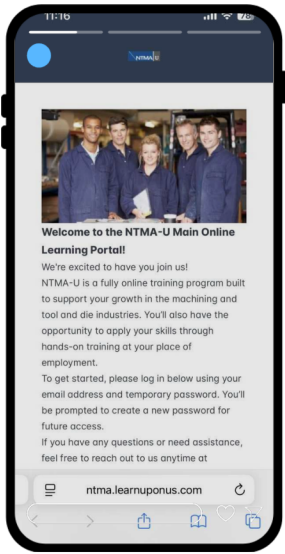 11:16
78
NTMA U
Welcome to the NTMA-U Main Online
Learning Portal!
We're excited to have you join us!
NTMA-U is a fully online training program built
to support your growth in the machining and
tool and die industries. You'll also have the
opportunity to apply your skills through
hands-on training at your place of
employment.
To get started, please log in below using your
email address and temporary password. You'll
be prompted to create a new password for
future access.
If you have any questions or need assistance,
feel free to reach out to us anytime at
ntma.learnuponus.com